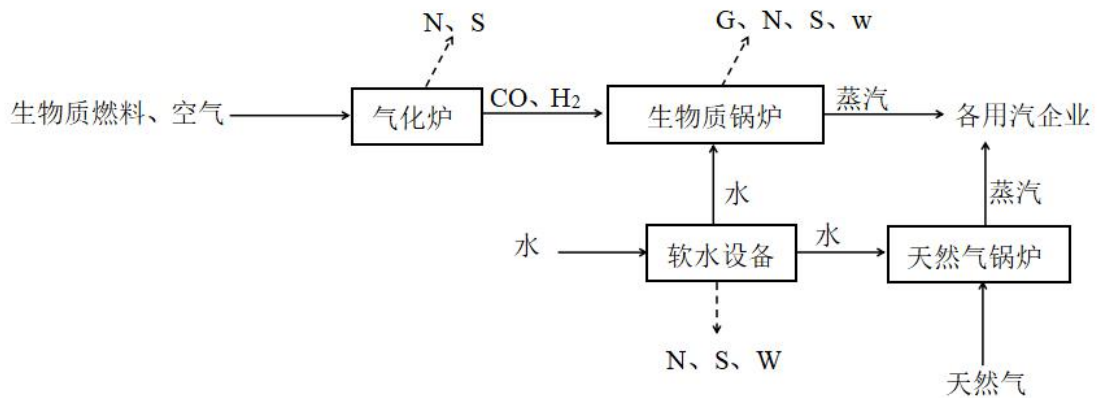 N、S
G、N、S、w
生物质燃料、空气
气化炉
CO、H2
生物质锅炉
蒸汽
各用汽企业
水
蒸汽
水
软水设备
水
天然气锅炉
N、S、W
天然气